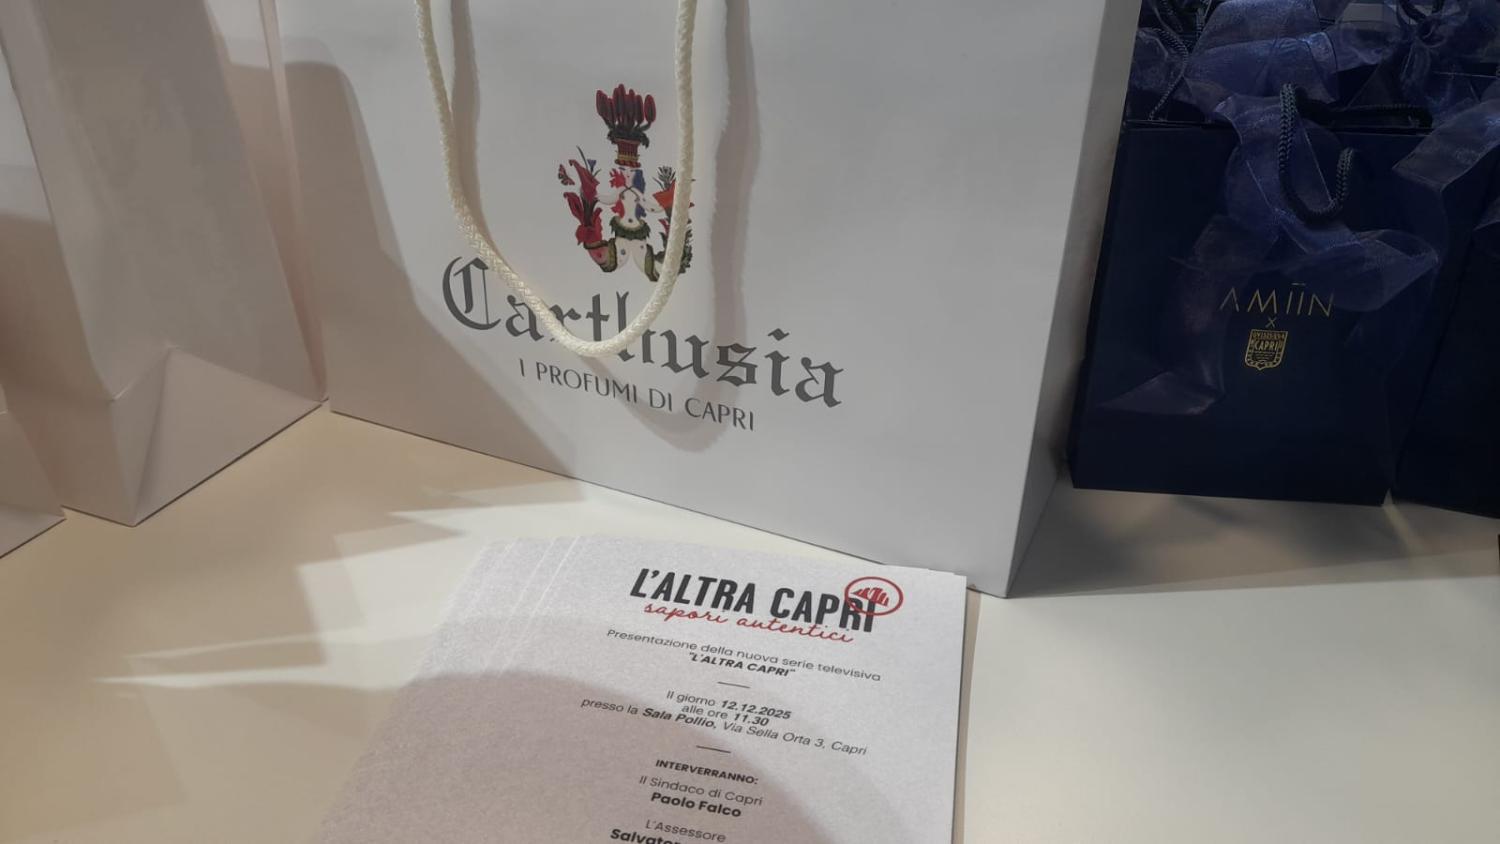 Carthusia
I PROFUMI DI CAPRI
AMIIN
X
CAPRI
L'ALTRA CAPRI
sapori autentici
Presentazione della nuova serie televisiva
"L'ALTRA CAPRI"
Il giorno 12.12.2025
alle ore 11.30
presso la Sala Pollio, Via Sella Orta 3, Capri
INTERVERRANNO:
Il Sindaco di Capri
Paolo Falco
L'Assessore